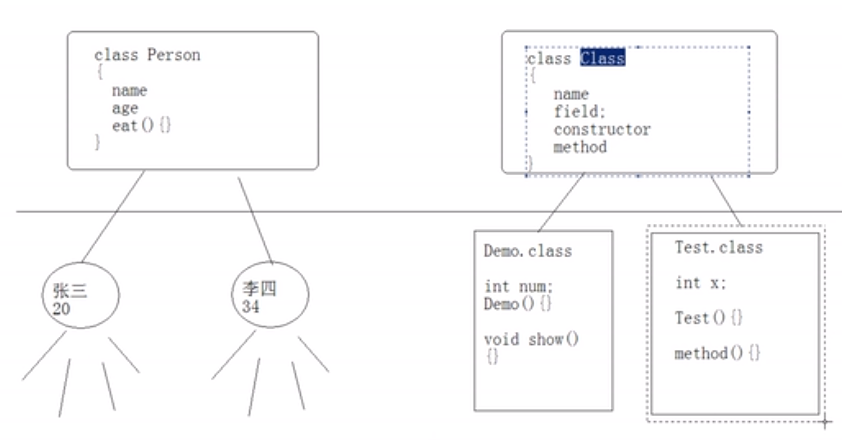 class Person
{
name
age
eat(){}
}
class Class
{
name
field;
constructor
method
}
张三
20
李四
34
Demo.class
int num;
Demo(){}
void show()
{}
Test.class
int x;
Test(){}
method(){}